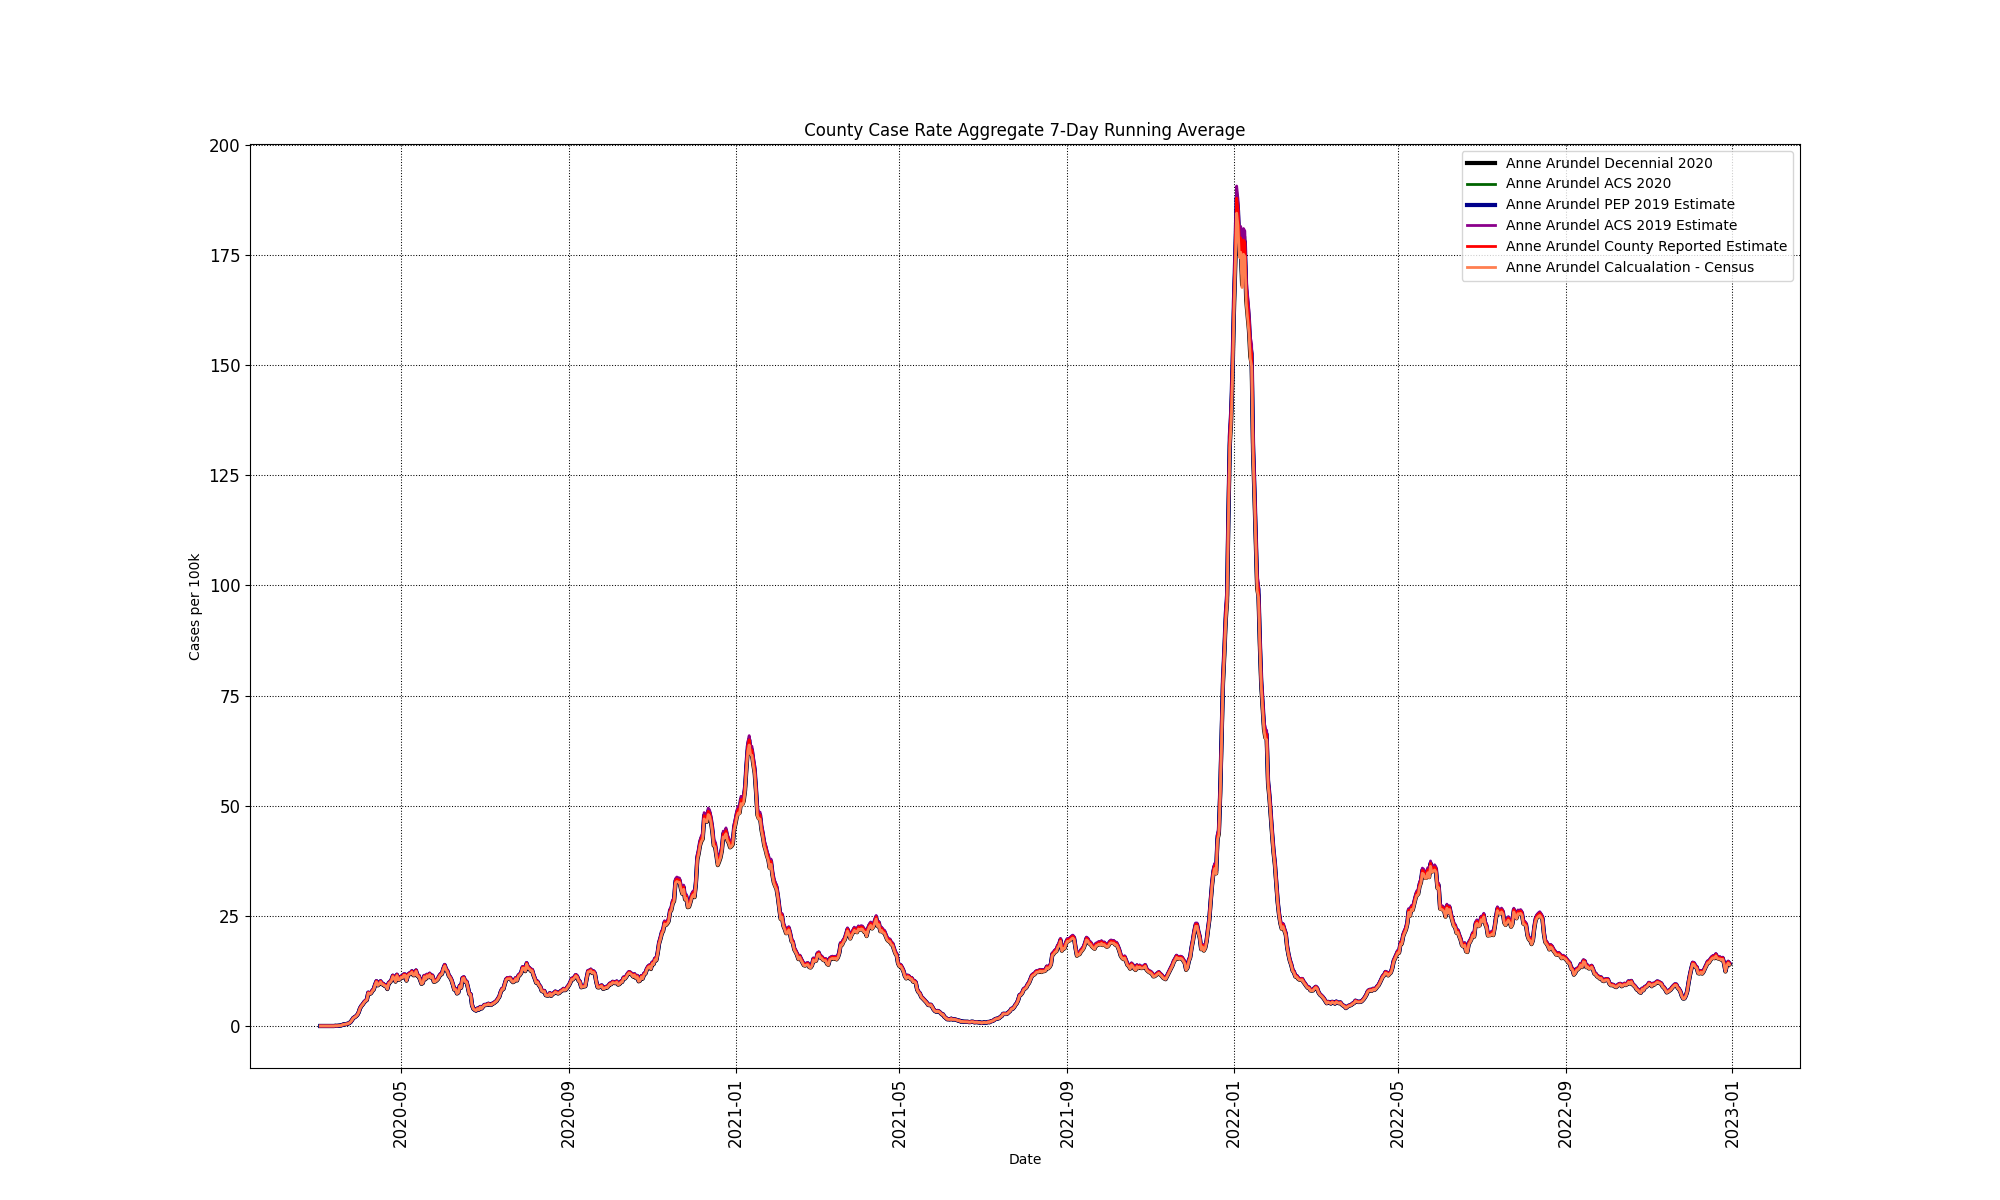 County Case Rate Aggregate 7-Day Running Average
200
175
150
125
100
75
50
25
0
Cases per 100k
Anne Arundel Decennial 2020
Anne Arundel ACS 2020
Anne Arundel PEP 2019 Estimate
Anne Arundel ACS 2019 Estimate
Anne Arundel County Reported Estimate
Anne Arundel Calcualation - Census
2020-05
2020-09
2021-01
2021-05
2021-09
2022-01
2022-05
2022-09
2023-01
Date